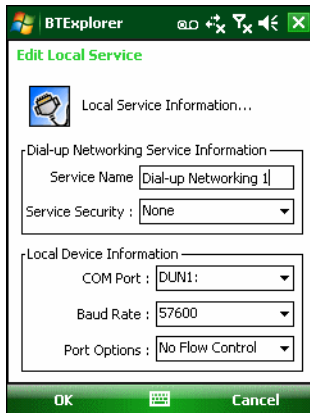 BTExplorer
Edit Local Service
Local Service Information...
Dial-up Networking Service Information
Service Name Dial-up Networking 1
Service Security : None
Local Device Information
COM Port : DUN1:
Baud Rate : 57600
Port Options : No Flow Control
OK Cancel